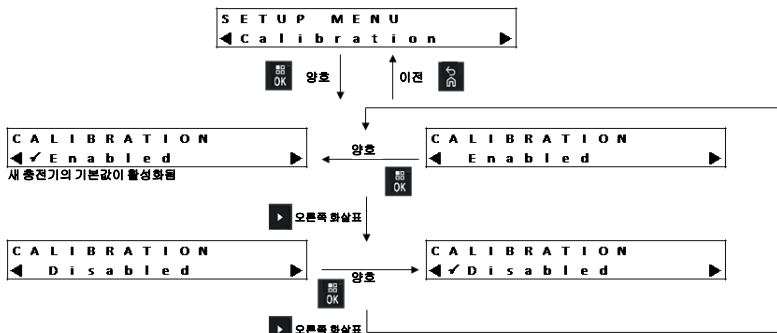 SETUP MENU
◀Calibration ▶
OK 양호 이전
CALIBRATION
◀✓Enabled ▶
새 충전기의 기본값이 활성화됨
양호
OK
CALIBRATION
◀ Enabled ▶
오른쪽 화살표
CALIBRATION
◀ Disabled ▶
양호
OK
CALIBRATION
◀✓Disabled ▶
오른쪽 화살표